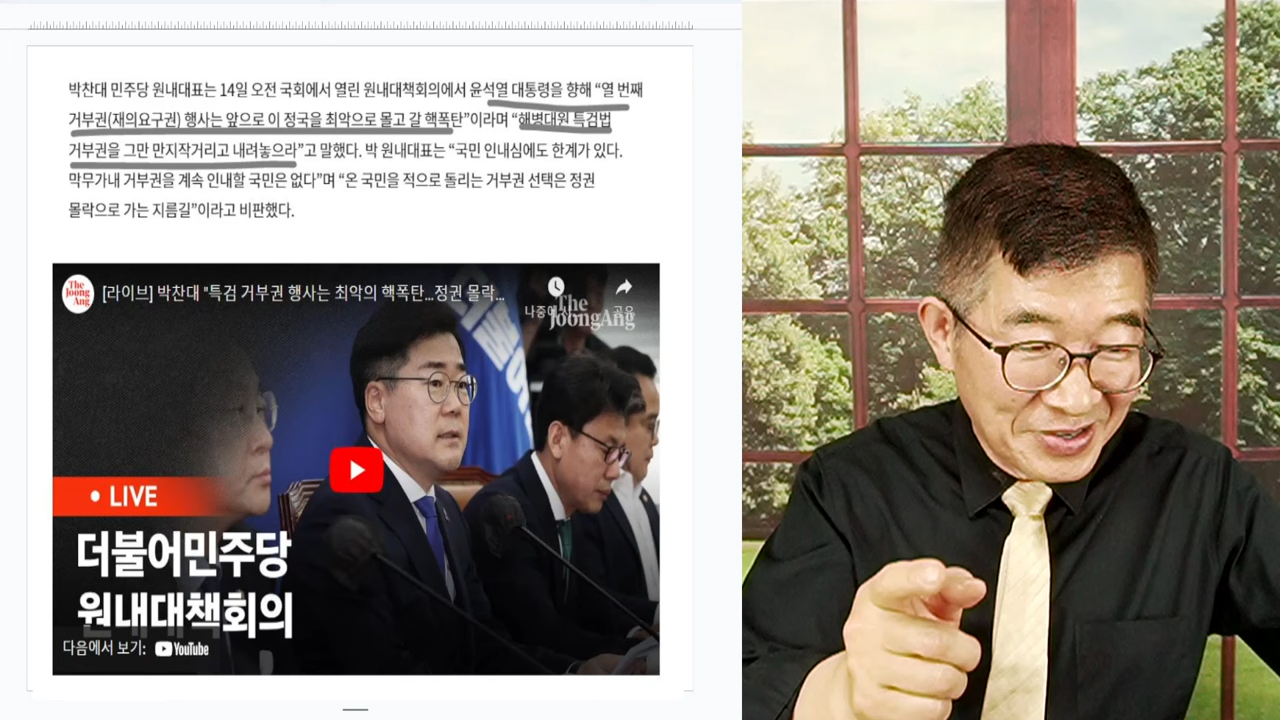 박찬대 민주당 원내대표는 14일 오전 국회에서 열린 원내대책회의에서 윤석열 대통령을 향해 “열 번째
거부권(재의요구권) 행사는 앞으로 이 정국을 최악으로 몰고 갈 핵폭탄”이라며 “해병대원 특검법
거부권을 그만 만지작거리고 내려놓으라”고 말했다. 박 원내대표는 “국민 인내심에도 한계가 있다.
막무가내 거부권을 계속 인내할 국민은 없다”며 “온 국민을 적으로 돌리는 거부권 선택은 정권
몰락으로 가는 지름길”이라고 비판했다.
The JoongAng
[라이브] 박찬대 "특검 거부권 행사는 최악의 핵폭탄...정권 몰락...
공유
The JoongAng
• LIVE
더불어민주당
원내대책회의
다음에서 보기: YouTube